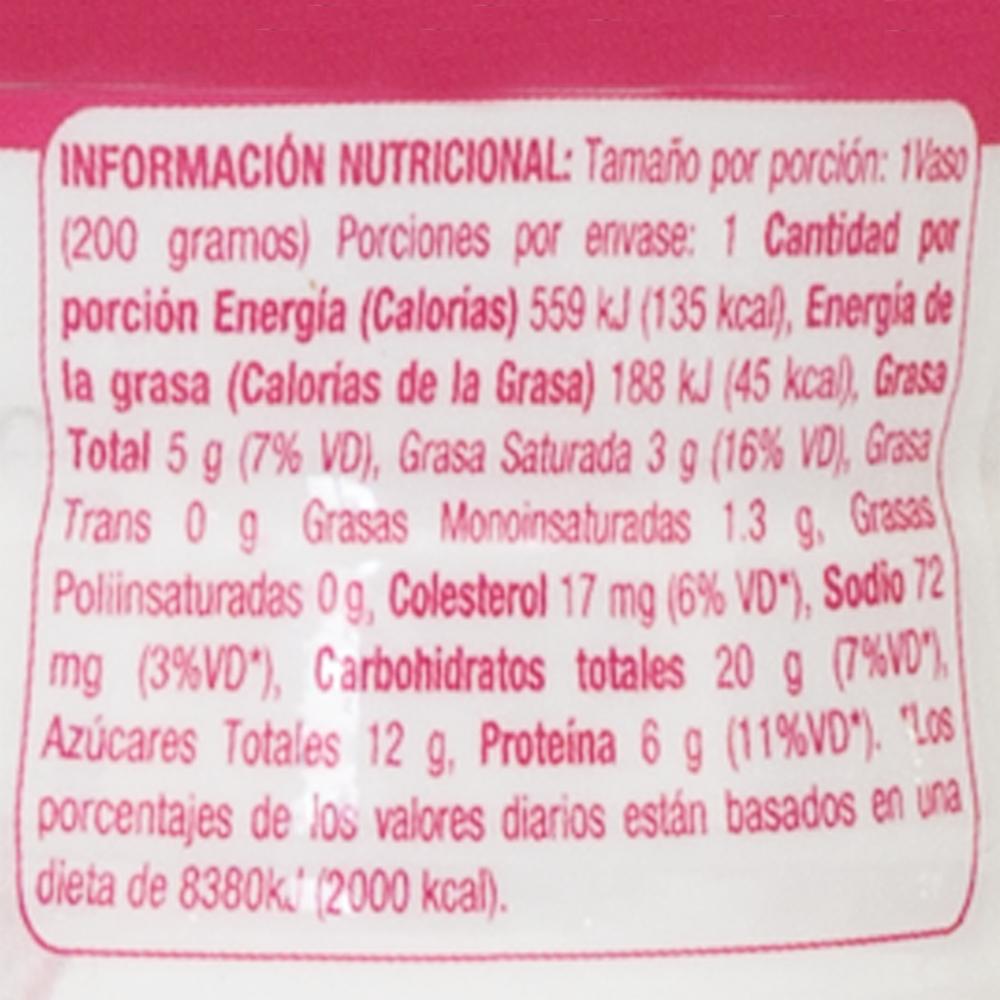 INFORMACIÓN NUTRICIONAL: Tamaño por porción: 1Vaso
(200 gramos) Porciones por envase: 1 Cantidad por
porción Energía (Calorías) 559 kJ (135 kcal), Energía de
la grasa (Calorías de la Grasa) 188 kJ (45 kcal), Grasa
Total 5 g (7% VD), Grasa Saturada 3 g (16% VD), Grasa
Trans 0 g Grasas Monoinsaturadas 1.3 g, Grasas
Poliinsaturadas 0 g, Colesterol 17 mg (6% VD*), Sodio 72
mg (3%VD*), Carbohidratos totales 20 g (7%VD*),
Azúcares Totales 12 g, Proteína 6 g (11%VD*). *Los
porcentajes de los valores diarios están basados en una
dieta de 8380kJ (2000 kcal).